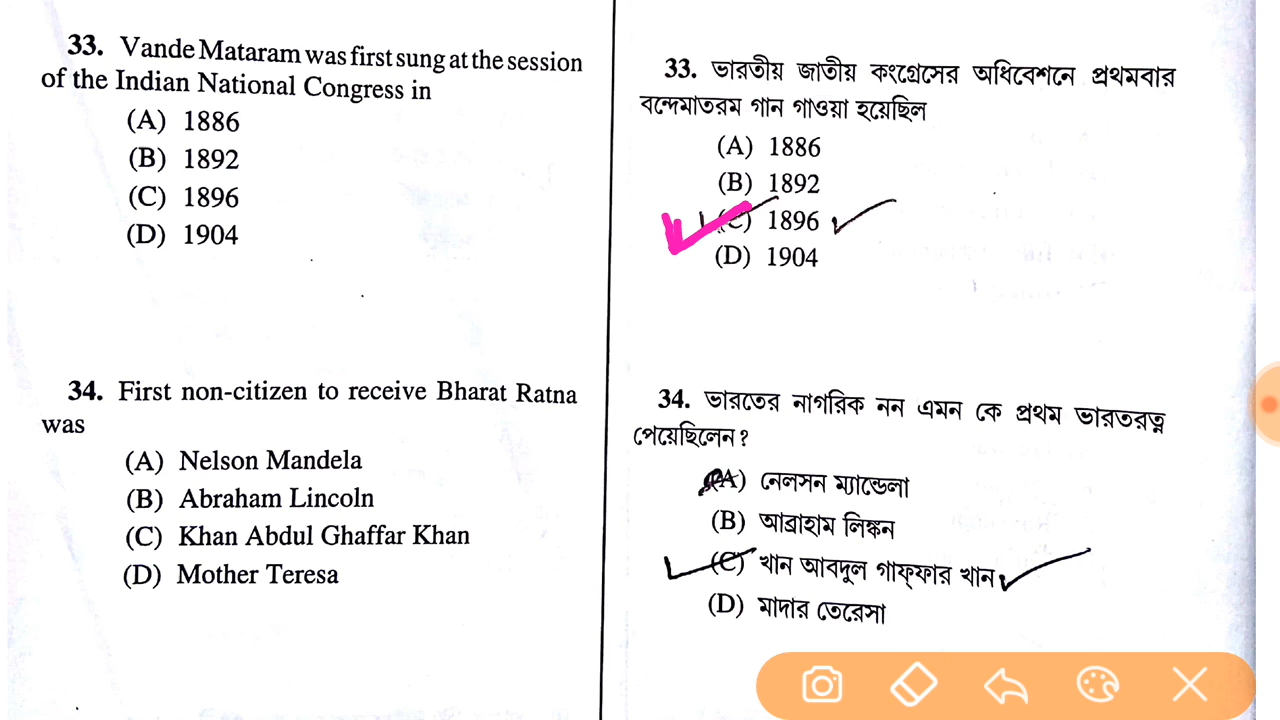 33. Vande Mataram was first sung at the session
of the Indian National Congress in
(A) 1886
(B) 1892
(C) 1896
(D) 1904
34. First non-citizen to receive Bharat Ratna
was
(A) Nelson Mandela
(B) Abraham Lincoln
(C) Khan Abdul Ghaffar Khan
(D) Mother Teresa
33. ভারতীয় জাতীয় কংগ্রেসের অধিবেশনে প্রথমবার
বন্দেমাতরম গান গাওয়া হয়েছিল
(A) 1886
(B) 1892
(C) 1896
(D) 1904
34. ভারতের নাগরিক নন এমন কে প্রথম ভারতরত্ন
পেয়েছিলেন?
(A) নেলসন ম্যান্ডেলা
(B) আব্রাহাম লিঙ্কন
(C) খান আবদুল গাফ্ফার খান
(D) মাদার তেরেসা